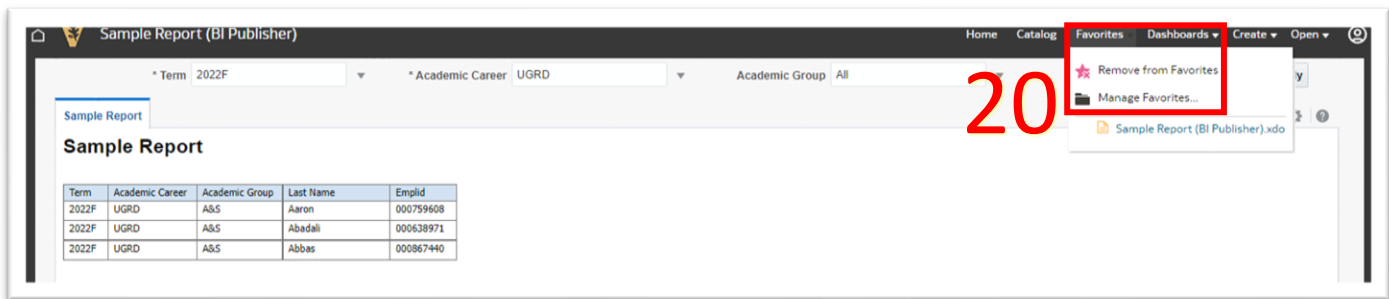 Sample Report (BI Publisher)
Home Catalog Favorites Dashboards Create Open
* Term 2022F * Academic Career UGRD Academic Group All
Remove from Favorites
Manage Favorites...
Sample Report (BI Publisher).xdo
20
Sample Report
Sample Report
Term Academic Career Academic Group Last Name Emplid
2022F UGRD A&S Aaron 000759608
2022F UGRD A&S Abadali 000638971
2022F UGRD A&S Abbas 000867440